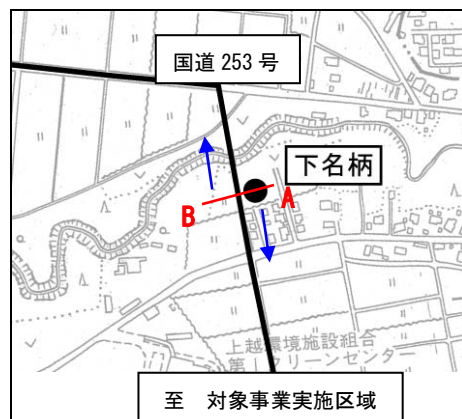 国道 253 号
下名柄
A
B
上越環境施設組合
第1クリーンセンター
至 対象事業実施区域